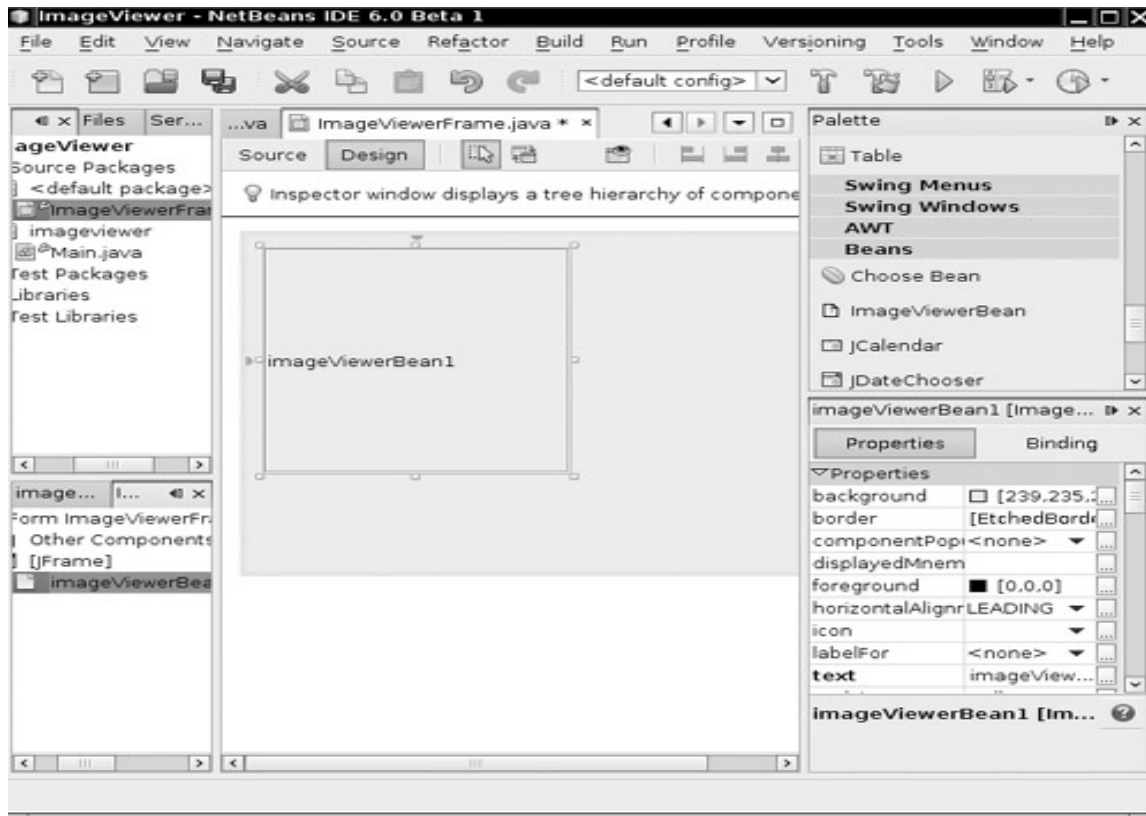 ImageViewer - NetBeans IDE 6.0 Beta 1
File Edit View Navigate Source Refactor Build Run Profile Versioning Tools Window Help
<default config>
Files Ser...
ageViewer
Source Packages
<default package>
ImageViewerFrar
imageviewer
Main.java
Test Packages
Libraries
Test Libraries
...va ImageViewerFrame.java *
Source Design
Inspector window displays a tree hierarchy of compone
imageViewerBean1
Palette
Table
Swing Menus
Swing Windows
AWT
Beans
Choose Bean
ImageViewerBean
JCalendar
JDateChooser
image... I...
Form ImageViewerFr
Other Components
[JFrame]
imageViewerBea
imageViewerBean1 [Image...
Properties Binding
Properties
background [239,235,
border [EtchedBord
componentPop <none>
displayedMnem
foreground [0,0,0]
horizontalAlignr LEADING
icon
labelFor <none>
text imageView...
imageViewerBean1 [Im...